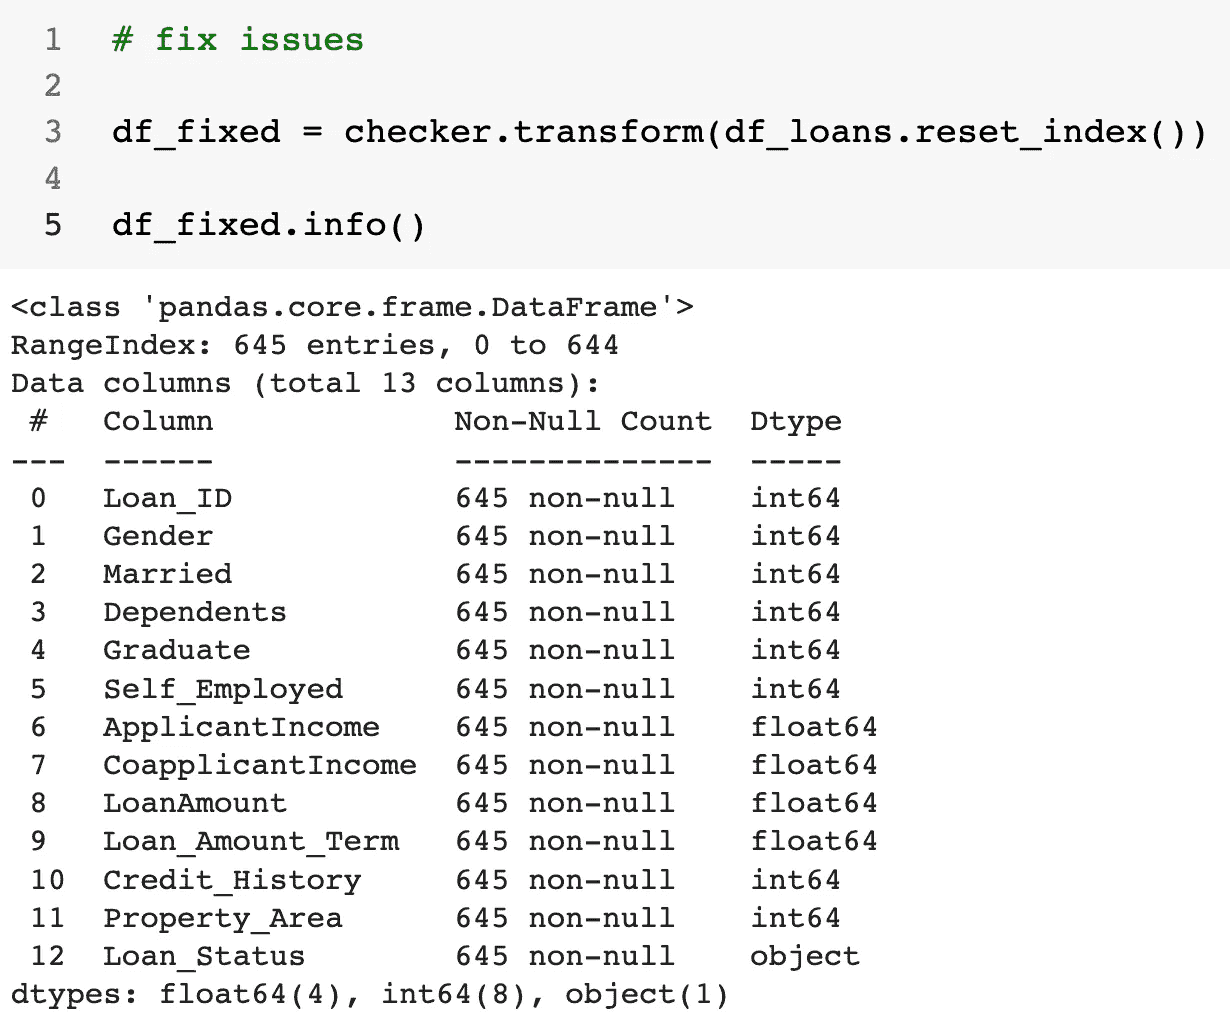 1 # fix issues
2
3 df_fixed = checker.transform(df_loans.reset_index())
4
5 df_fixed.info()
<class 'pandas.core.frame.DataFrame'>
RangeIndex: 645 entries, 0 to 644
Data columns (total 13 columns):
# Column Non-Null Count Dtype
--- ------ -------------- -----
0 Loan_ID 645 non-null int64
1 Gender 645 non-null int64
2 Married 645 non-null int64
3 Dependents 645 non-null int64
4 Graduate 645 non-null int64
5 Self_Employed 645 non-null int64
6 ApplicantIncome 645 non-null float64
7 CoapplicantIncome 645 non-null float64
8 LoanAmount 645 non-null float64
9 Loan_Amount_Term 645 non-null float64
10 Credit_History 645 non-null int64
11 Property_Area 645 non-null int64
12 Loan_Status 645 non-null object
dtypes: float64(4), int64(8), object(1)